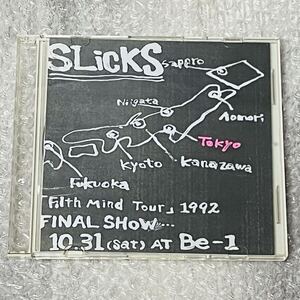 SLiCKS
Sapporo
Niigata
Aomori
Tokyo
Kanazawa
Kyoto
Fukuoka
「Filth Mind Tour」 1992
FINAL SHOW...
10.31 (Sat) AT Be-1